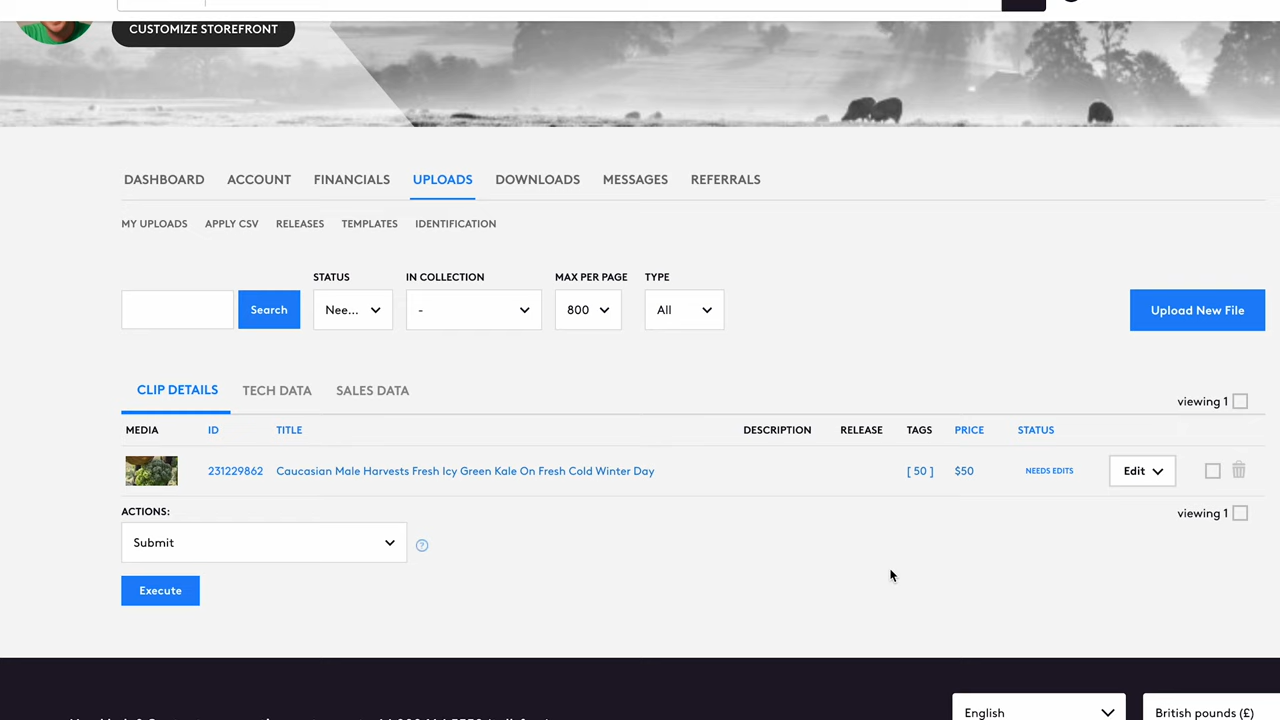 CUSTOMIZE STOREFRONT
DASHBOARD ACCOUNT FINANCIALS UPLOADS DOWNLOADS MESSAGES REFERRALS
MY UPLOADS APPLY CSV RELEASES TEMPLATES IDENTIFICATION
STATUS IN COLLECTION MAX PER PAGE TYPE
Search Nee... - 800 All Upload New File
CLIP DETAILS TECH DATA SALES DATA
viewing 1
MEDIA ID TITLE DESCRIPTION RELEASE TAGS PRICE STATUS
231229862 Caucasian Male Harvests Fresh Icy Green Kale On Fresh Cold Winter Day [ 50 ] $50 NEEDS EDITS Edit
ACTIONS: viewing 1
Submit ?
Execute
English British pounds (£)